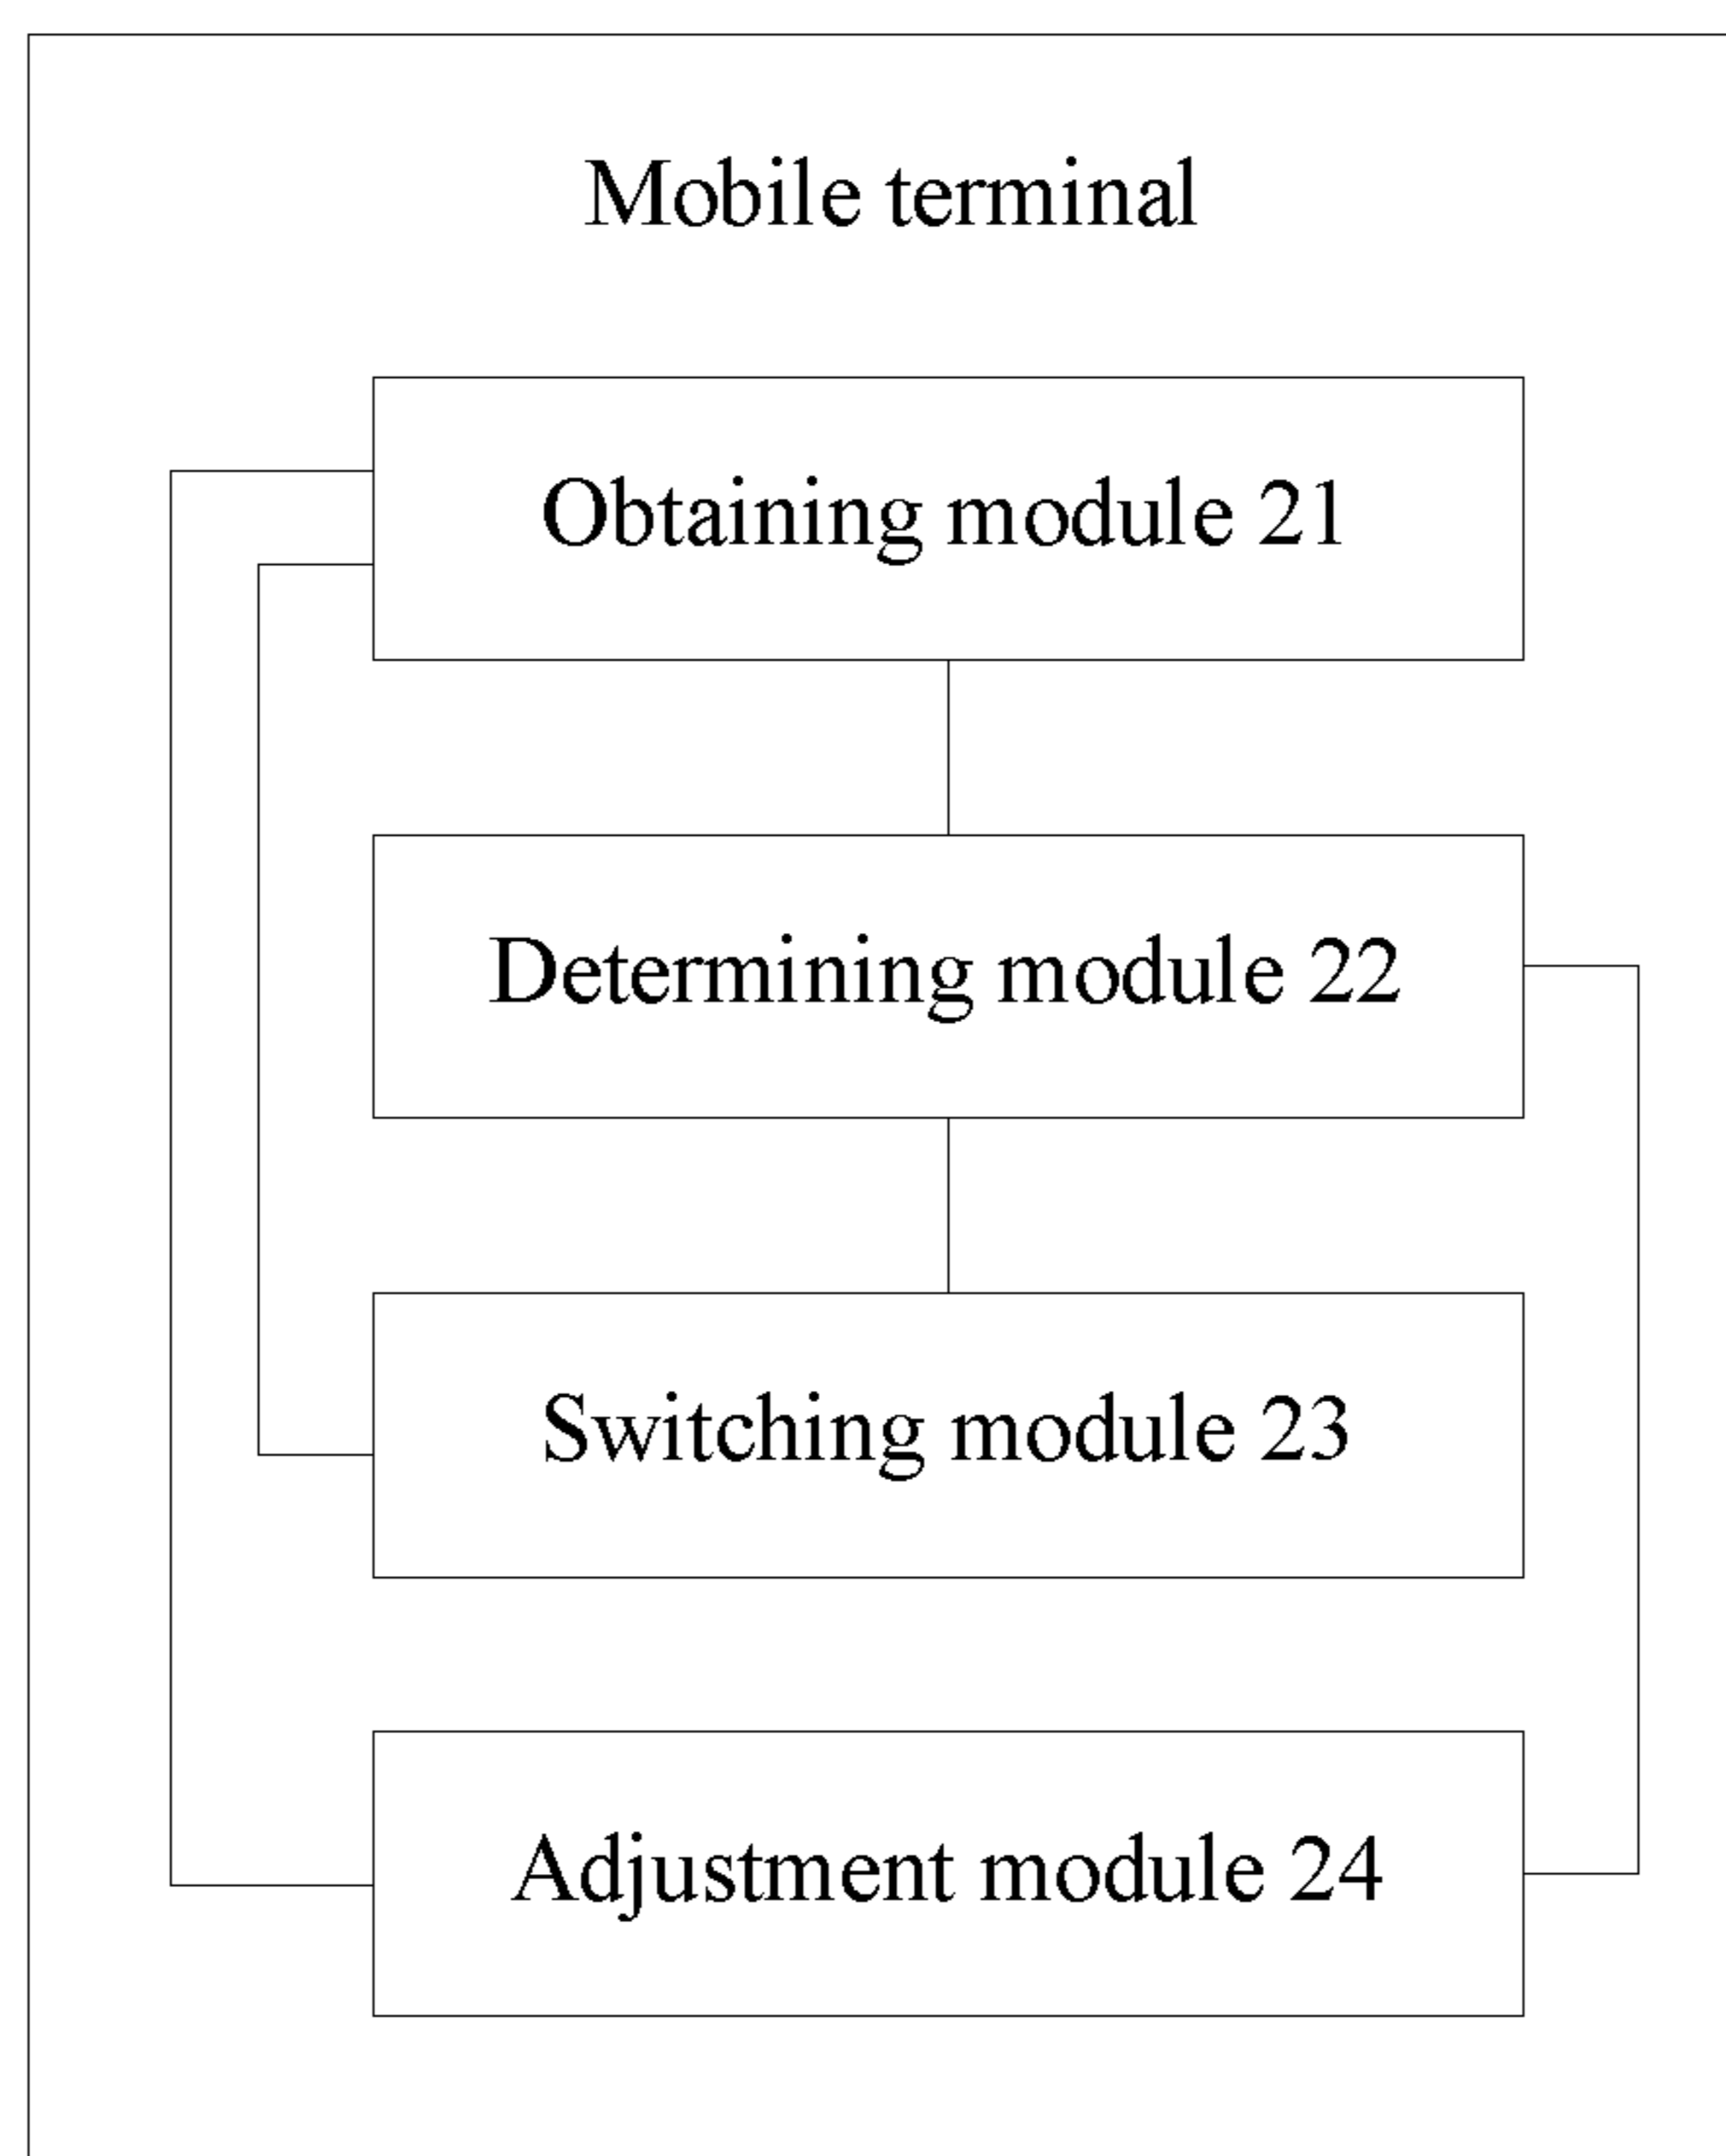 Mobile terminal
Obtaining module 21
Determining module 22
Switching module 23
Adjustment module 24